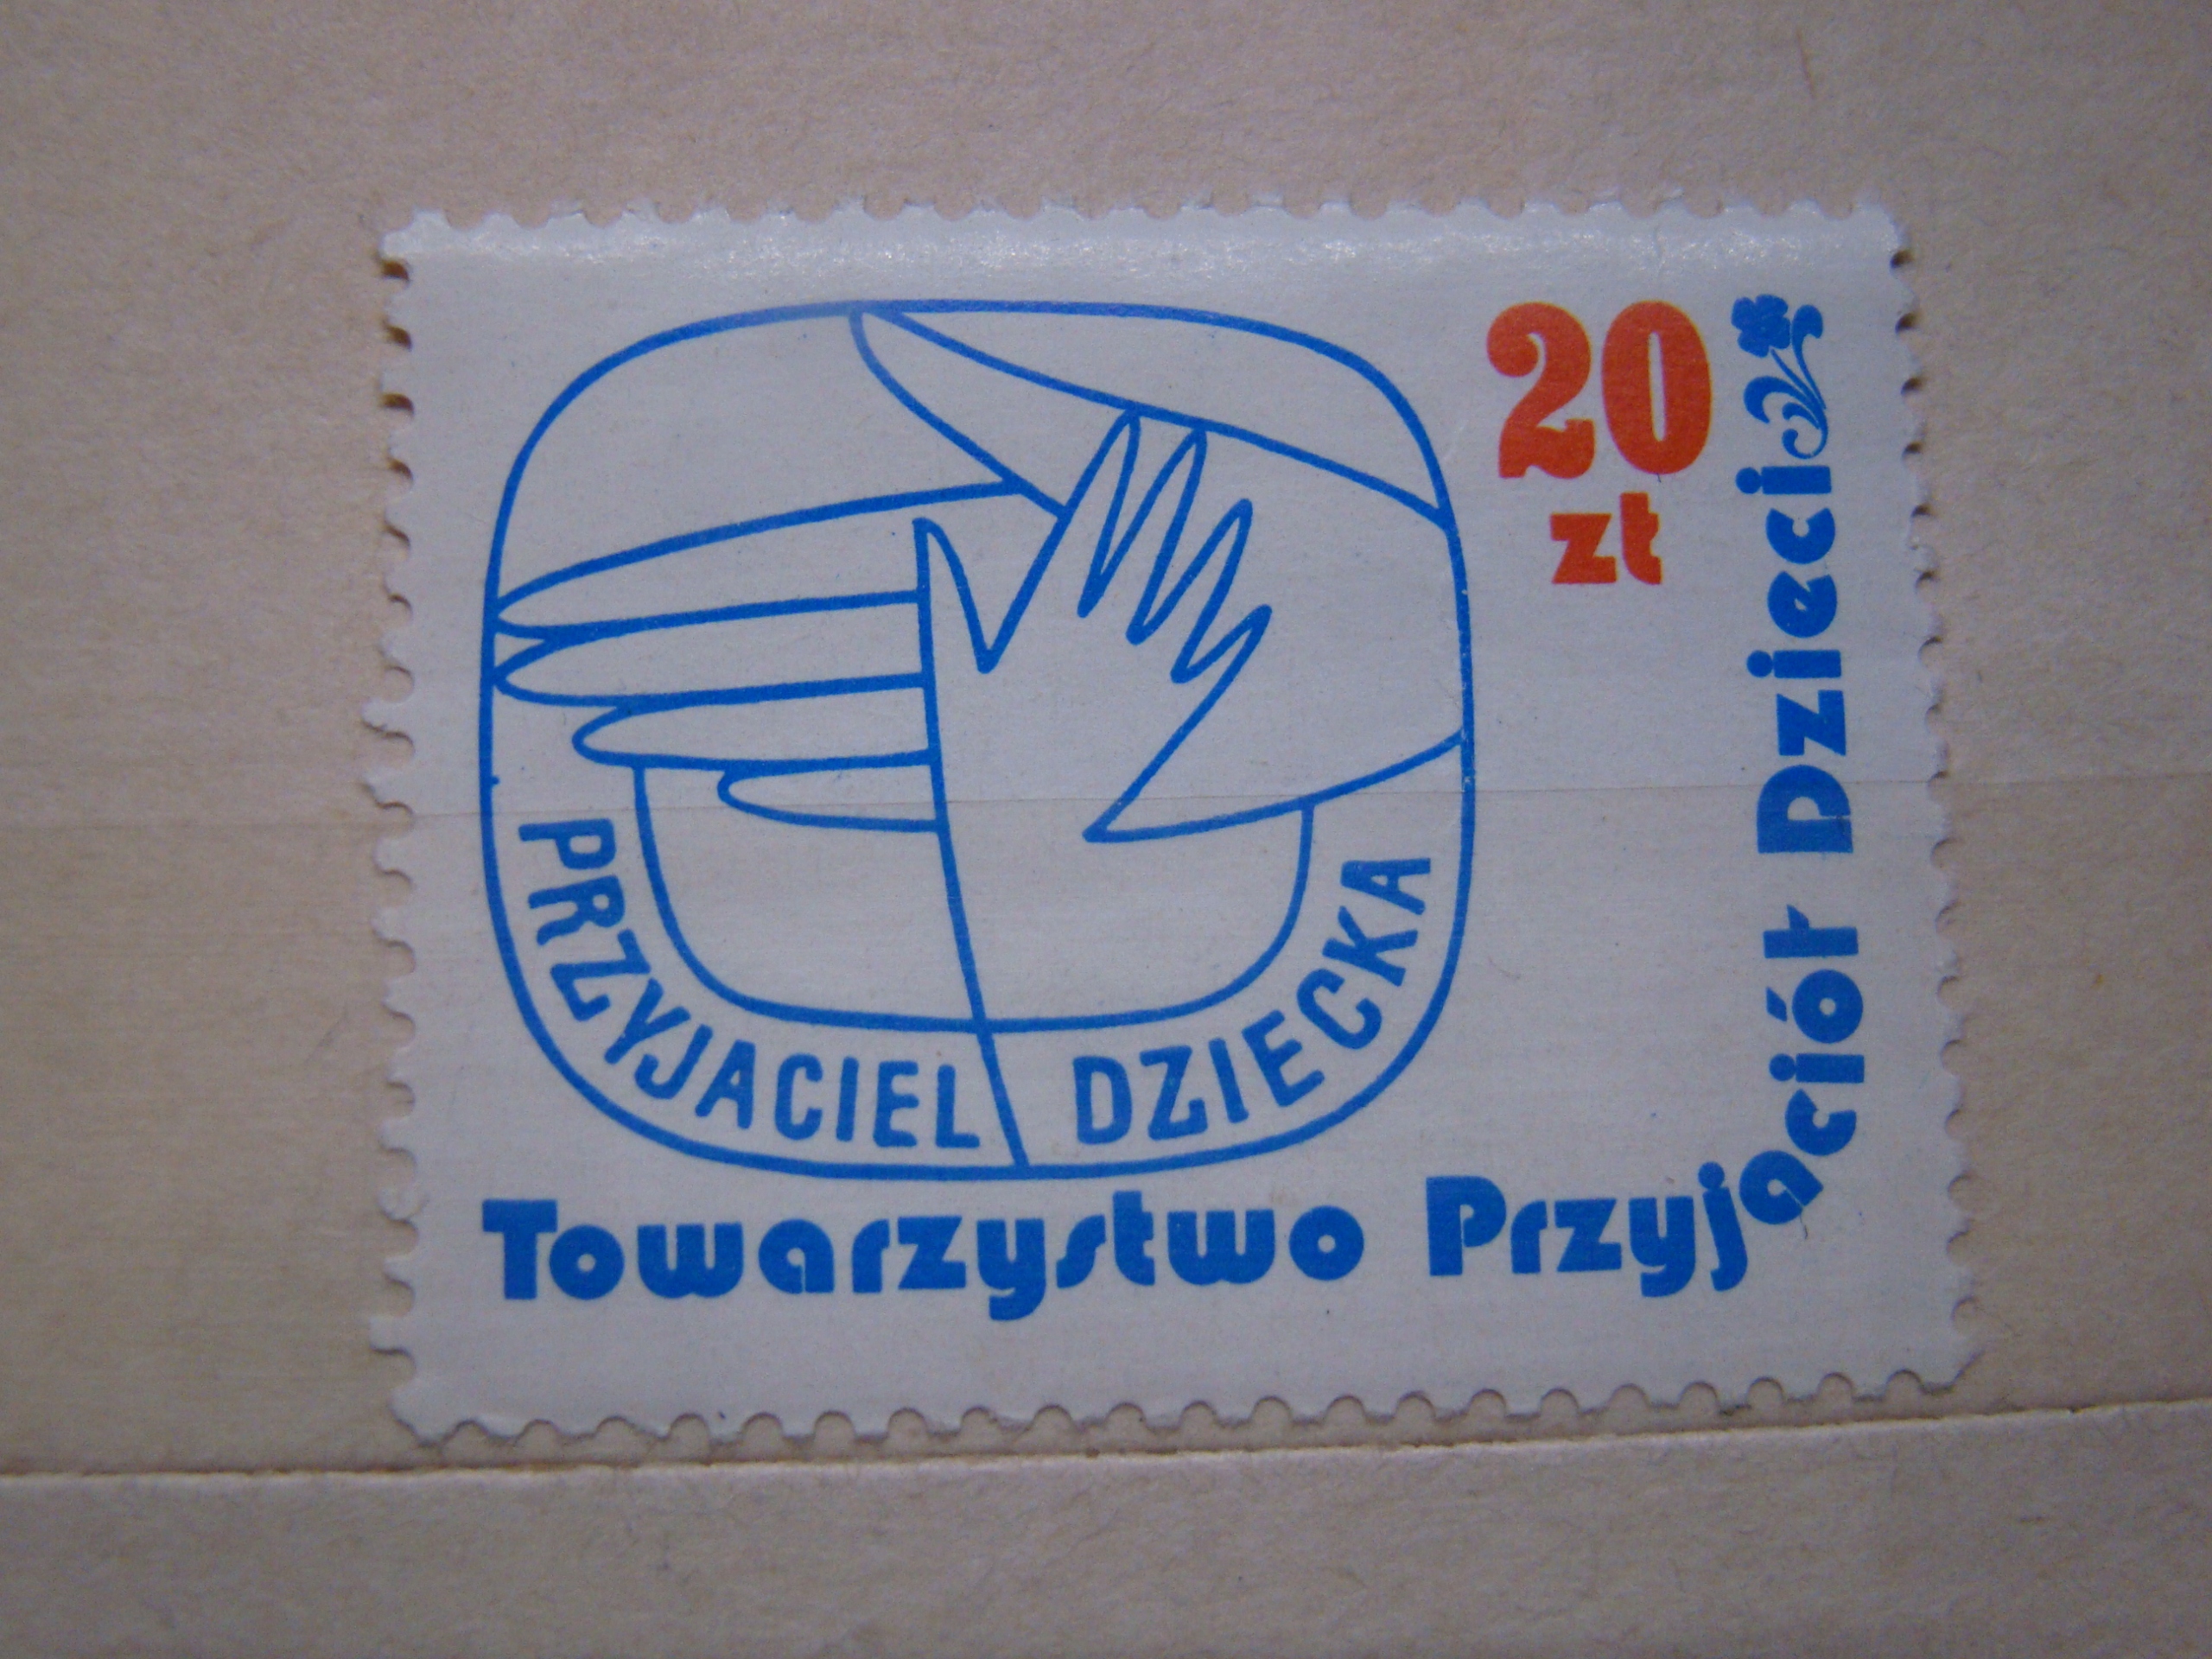 20
zł
PRZYJACIEL DZIECKA
Towarzystwo Przyjaciół Dzieci